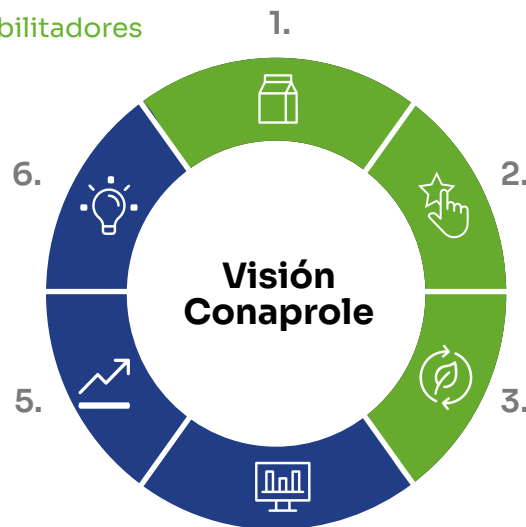 bilitadores
1.
6.
2.
Visión
Conaprole
5.
3.